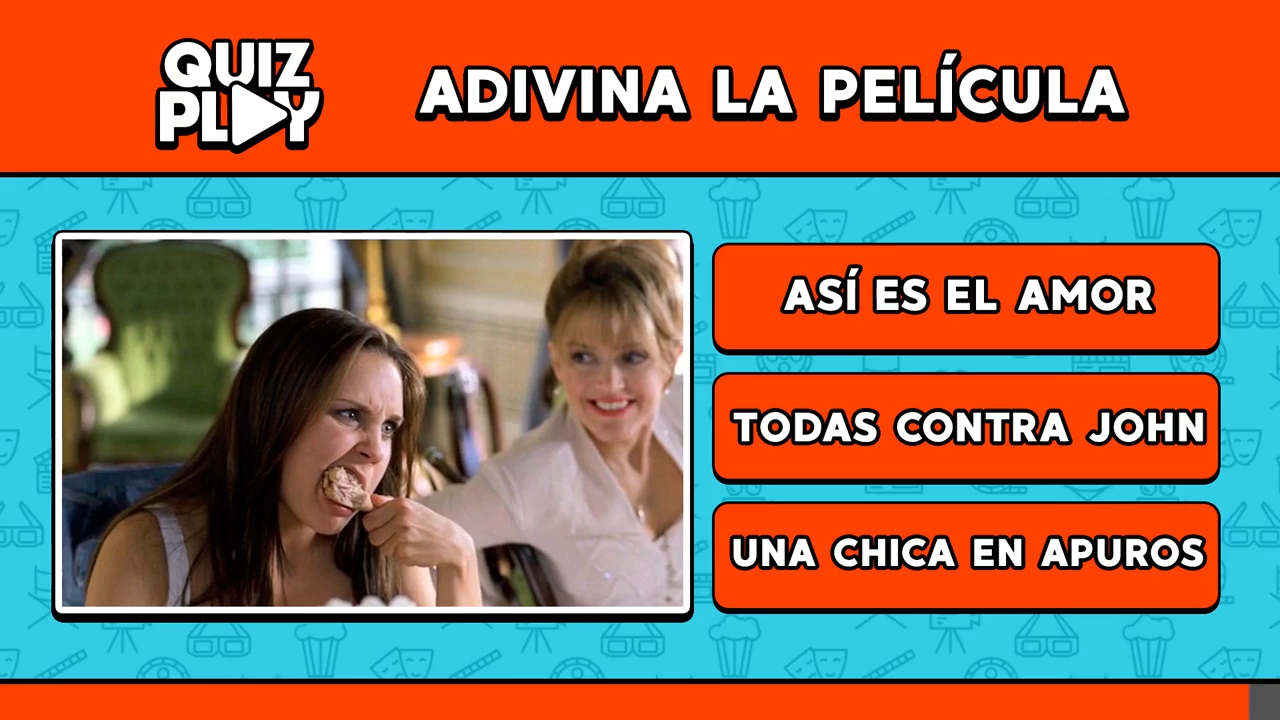 QUIZ
PLAY
ADIVINA LA PELÍCULA
ASÍ ES EL AMOR
TODAS CONTRA JOHN
UNA CHICA EN APUROS